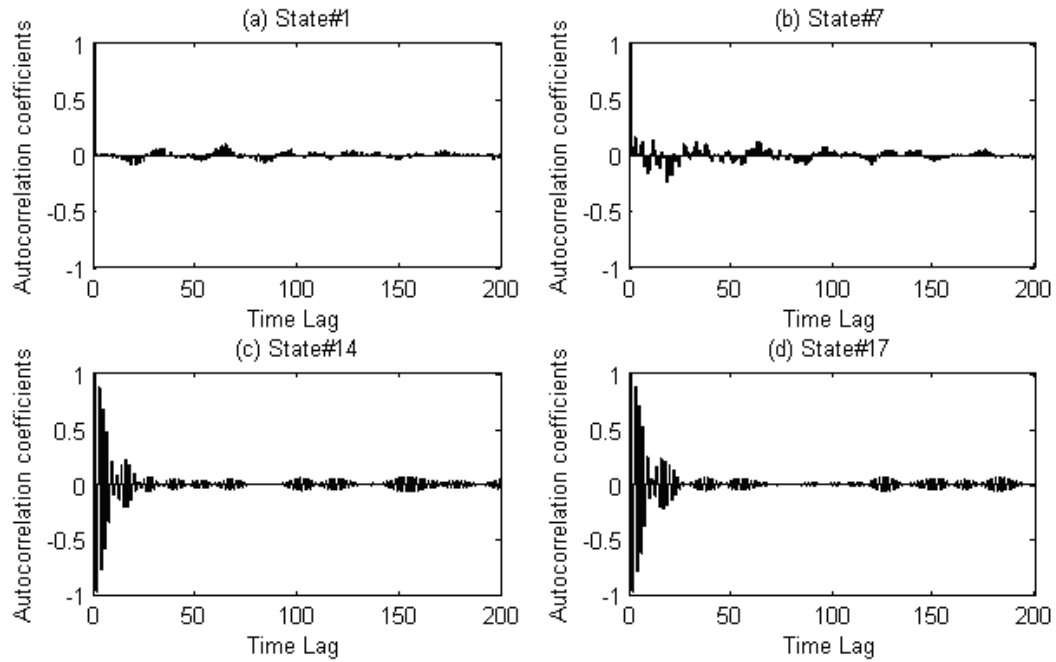 (a) State#1
Autocorrelation coefficients
1
0.5
0
-0.5
-1
0 50 100 150 200
Time Lag
(b) State#7
Autocorrelation coefficients
1
0.5
0
-0.5
-1
0 50 100 150 200
Time Lag
(c) State#14
Autocorrelation coefficients
1
0.5
0
-0.5
-1
0 50 100 150 200
Time Lag
(d) State#17
Autocorrelation coefficients
1
0.5
0
-0.5
-1
0 50 100 150 200
Time Lag